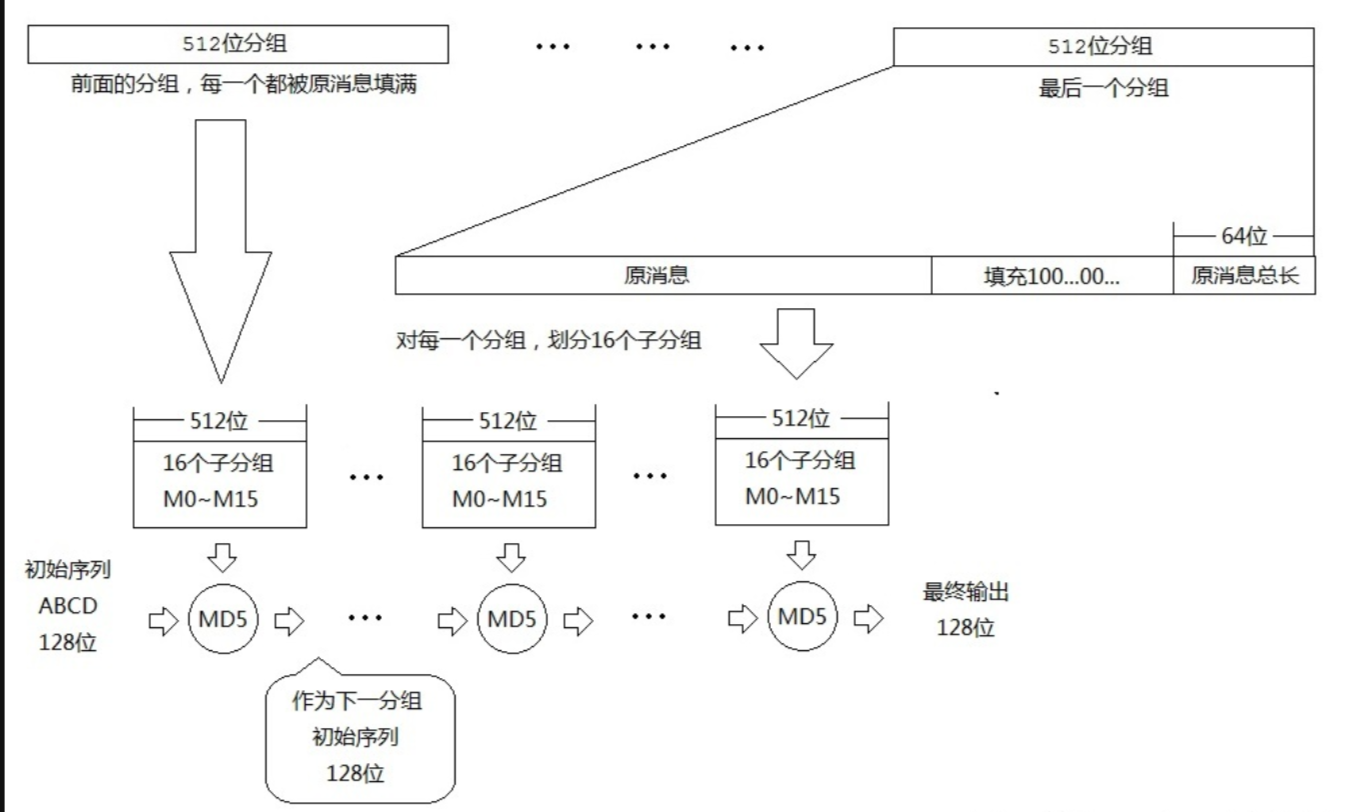 512位分组
512位分组
前面的分组，每一个都被原消息填满
最后一个分组
64位
原消息
填充100...00...
原消息总长
对每一个分组，划分16个子分组
512位
512位
512位
16个子分组
M0~M15
16个子分组
M0~M15
16个子分组
M0~M15
初始序列
ABCD
128位
MD5
MD5
MD5
最终输出
128位
作为下一分组
初始序列
128位